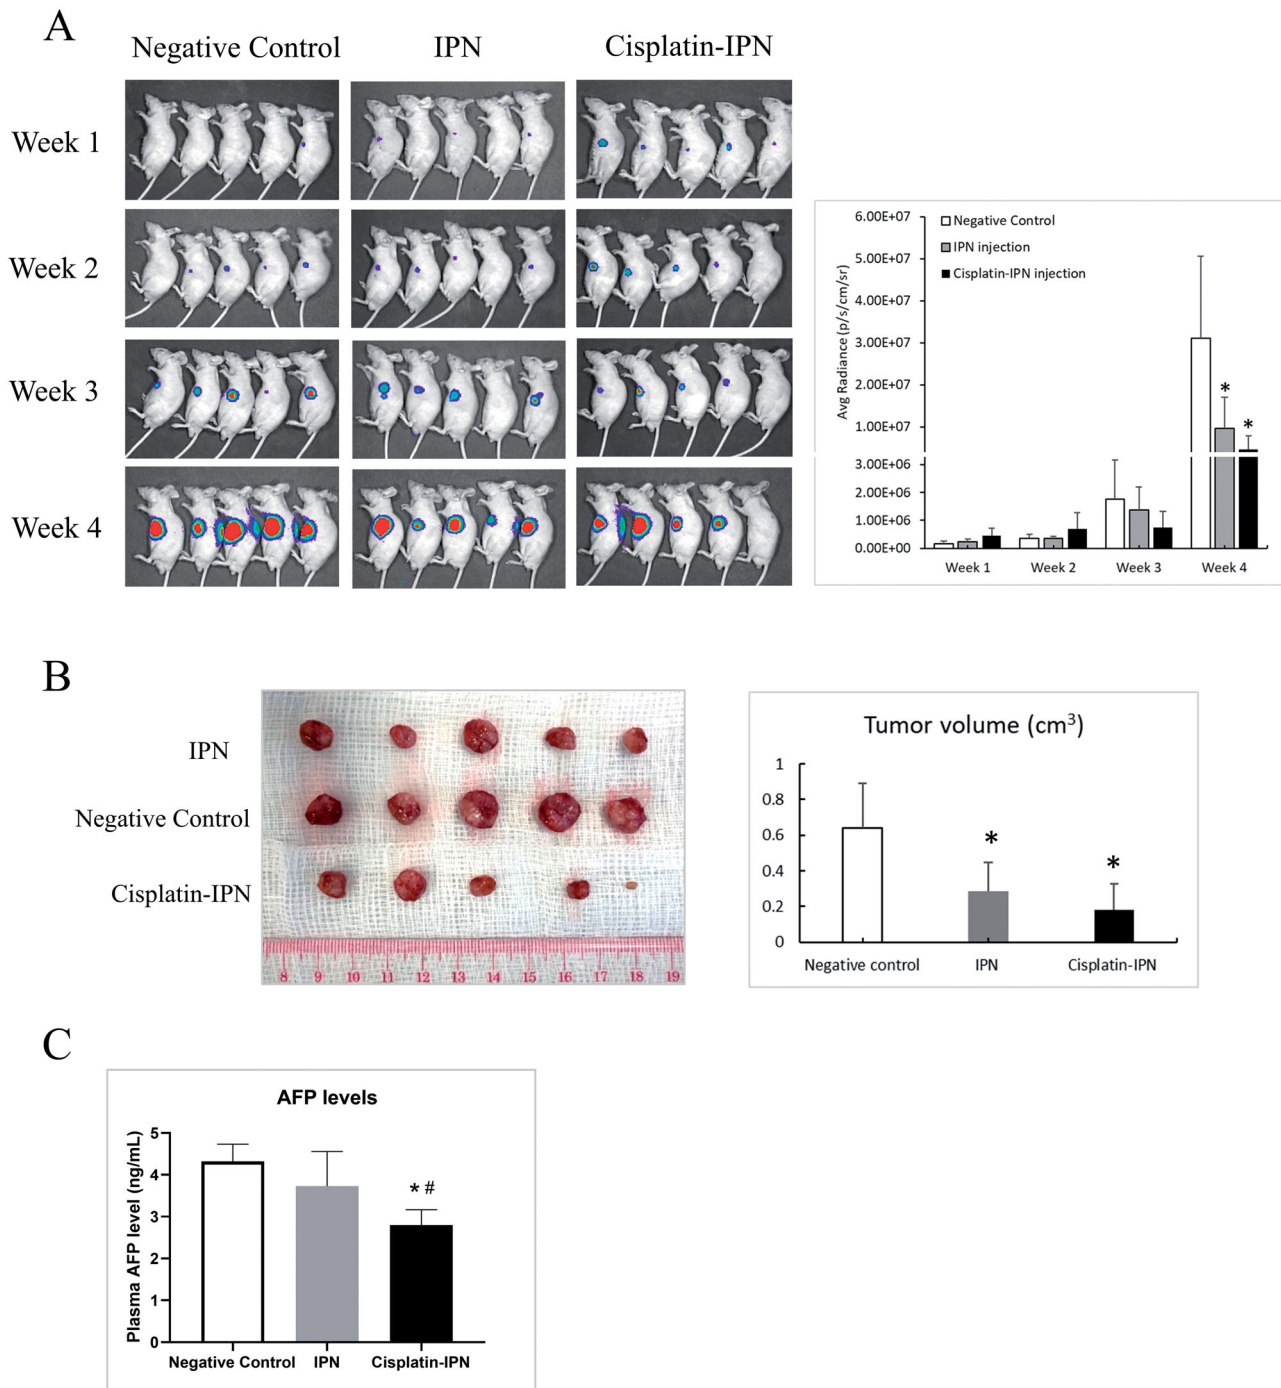 A
Negative Control IPN Cisplatin-IPN
Week 1
Week 2
Week 3
Week 4
6.00E+07
5.00E+07
4.00E+07
3.00E+07
2.00E+07
1.00E+07
3.00E+06
2.00E+06
1.00E+06
0.00E+00
Avg Radiance (p/s/cm/sr)
Negative Control
IPN injection
Cisplatin-IPN injection
* *
Week 1 Week 2 Week 3 Week 4
B
IPN
Negative Control
Cisplatin-IPN
8 9 10 11 12 13 14 15 16 17 18 19
Tumor volume (cm³)
1
0.8
0.6
0.4
0.2
0
* *
Negative control IPN Cisplatin-IPN
C
AFP levels
Plasma AFP level (ng/mL)
5
4
3
2
1
0
* #
Negative Control IPN Cisplatin-IPN